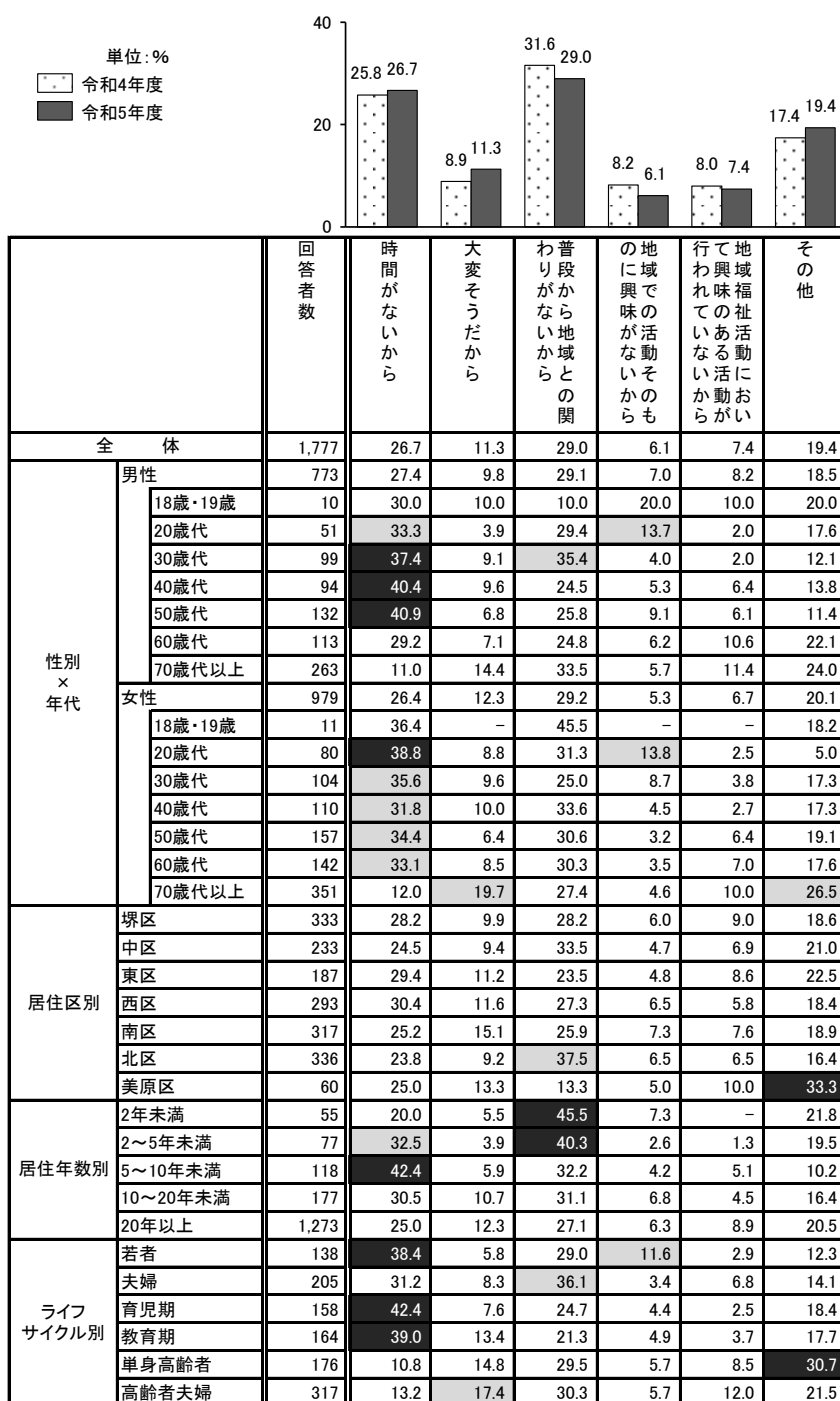 40
20
0
単位：%
令和4年度
令和5年度
25.8 26.7
8.9 11.3
31.6 29.0
8.2 6.1
8.0 7.4
17.4 19.4
回答者数
時間がないから
大変そうだから
普段から地域との関わりがないから
地域での活動そのものに興味がないから
地域福祉活動において興味のある活動が行われていないから
その他
全 体 1,777 26.7 11.3 29.0 6.1 7.4 19.4
性別×年代
男性 773 27.4 9.8 29.1 7.0 8.2 18.5
18歳・19歳 10 30.0 10.0 10.0 20.0 10.0 20.0
20歳代 51 33.3 3.9 29.4 13.7 2.0 17.6
30歳代 99 37.4 9.1 35.4 4.0 2.0 12.1
40歳代 94 40.4 9.6 24.5 5.3 6.4 13.8
50歳代 132 40.9 6.8 25.8 9.1 6.1 11.4
60歳代 113 29.2 7.1 24.8 6.2 10.6 22.1
70歳代以上 263 11.0 14.4 33.5 5.7 11.4 24.0
女性 979 26.4 12.3 29.2 5.3 6.7 20.1
18歳・19歳 11 36.4 − 45.5 − − 18.2
20歳代 80 38.8 8.8 31.3 13.8 2.5 5.0
30歳代 104 35.6 9.6 25.0 8.7 3.8 17.3
40歳代 110 31.8 10.0 33.6 4.5 2.7 17.3
50歳代 157 34.4 6.4 30.6 3.2 6.4 19.1
60歳代 142 33.1 8.5 30.3 3.5 7.0 17.6
70歳代以上 351 12.0 19.7 27.4 4.6 10.0 26.5
居住区別
堺区 333 28.2 9.9 28.2 6.0 9.0 18.6
中区 233 24.5 9.4 33.5 4.7 6.9 21.0
東区 187 29.4 11.2 23.5 4.8 8.6 22.5
西区 293 30.4 11.6 27.3 6.5 5.8 18.4
南区 317 25.2 15.1 25.9 7.3 7.6 18.9
北区 336 23.8 9.2 37.5 6.5 6.5 16.4
美原区 60 25.0 13.3 13.3 5.0 10.0 33.3
居住年数別
2年未満 55 20.0 5.5 45.5 7.3 − 21.8
2～5年未満 77 32.5 3.9 40.3 2.6 1.3 19.5
5～10年未満 118 42.4 5.9 32.2 4.2 5.1 10.2
10～20年未満 177 30.5 10.7 31.1 6.8 4.5 16.4
20年以上 1,273 25.0 12.3 27.1 6.3 8.9 20.5
ライフサイクル別
若者 138 38.4 5.8 29.0 11.6 2.9 12.3
夫婦 205 31.2 8.3 36.1 3.4 6.8 14.1
育児期 158 42.4 7.6 24.7 4.4 2.5 18.4
教育期 164 39.0 13.4 21.3 4.9 3.7 17.7
単身高齢者 176 10.8 14.8 29.5 5.7 8.5 30.7
高齢者夫婦 317 13.2 17.4 30.3 5.7 12.0 21.5